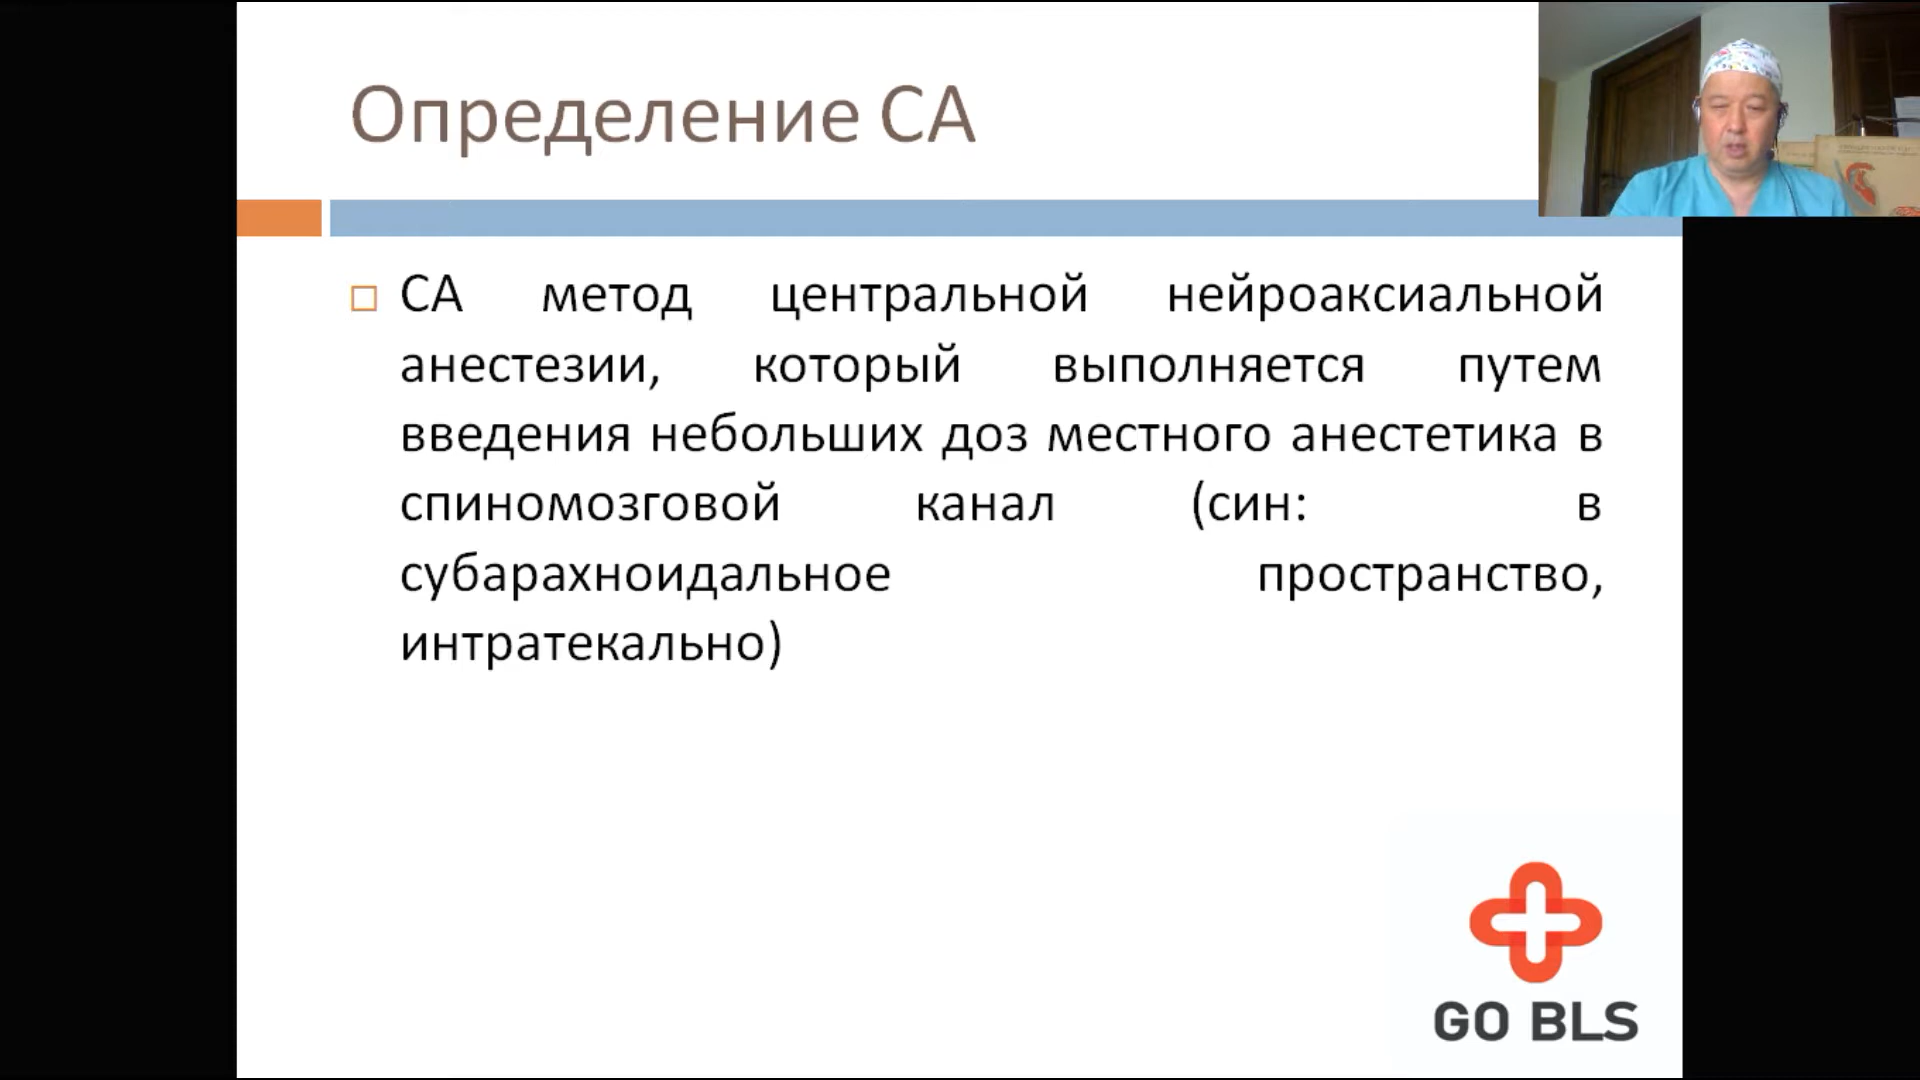 Определение СА
СА метод центральной нейроаксиальной
анестезии, который выполняется путем
введения небольших доз местного анестетика в
спиномозговой канал (син: в
субарахноидальное пространство,
интратекально)
GO BLS